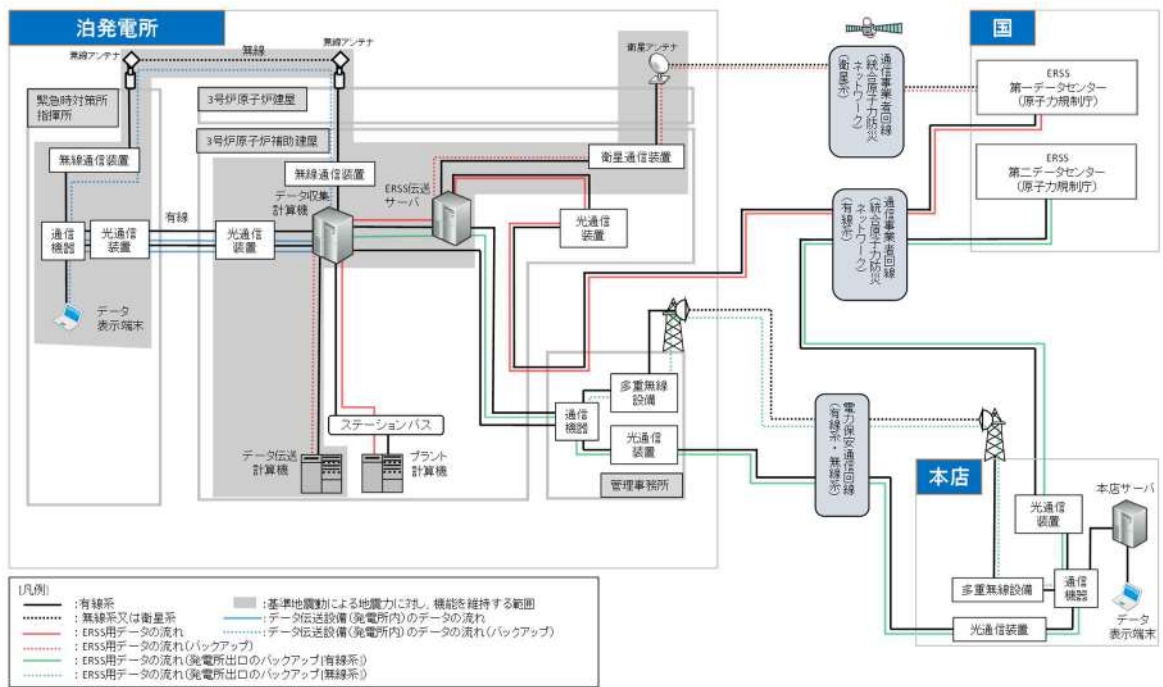 泊発電所
国
無線アンテナ
無線
無線アンテナ
衛星アンテナ
緊急時対策所
指揮所
3号炉原子炉建屋
3号炉原子炉補助建屋
無線通信装置
無線通信装置
衛星通信装置
データ収集
計算機
ERSS伝送
サーバ
有線
通信
機器
光通信
装置
光通信
装置
光通信
装置
データ
表示端末
通信事業者回線
(統合原子力防災
ネットワーク)
(衛星系)
通信事業者回線
(統合原子力防災
ネットワーク)
(有線系)
ERSS
第一データセンター
(原子力規制庁)
ERSS
第二データセンター
(原子力規制庁)
ステーションバス
データ伝送
計算機
プラント
計算機
多重無線
設備
通信
機器
光通信
装置
管理事務所
電力保安通信回線
(有線系・無線系)
本店
本店サーバ
光通信
装置
多重無線設備
通信
機器
光通信装置
データ
表示端末
[凡例]
:有線系
:基準地震動による地震力に対し、機能を維持する範囲
:無線系又は衛星系
:データ伝送設備(発電所内)のデータの流れ
:ERSS用データの流れ
:データ伝送設備(発電所内)のデータの流れ(バックアップ)
:ERSS用データの流れ(バックアップ)
:ERSS用データの流れ(発電所出口のバックアップ[有線系])
:ERSS用データの流れ(発電所出口のバックアップ[無線系])